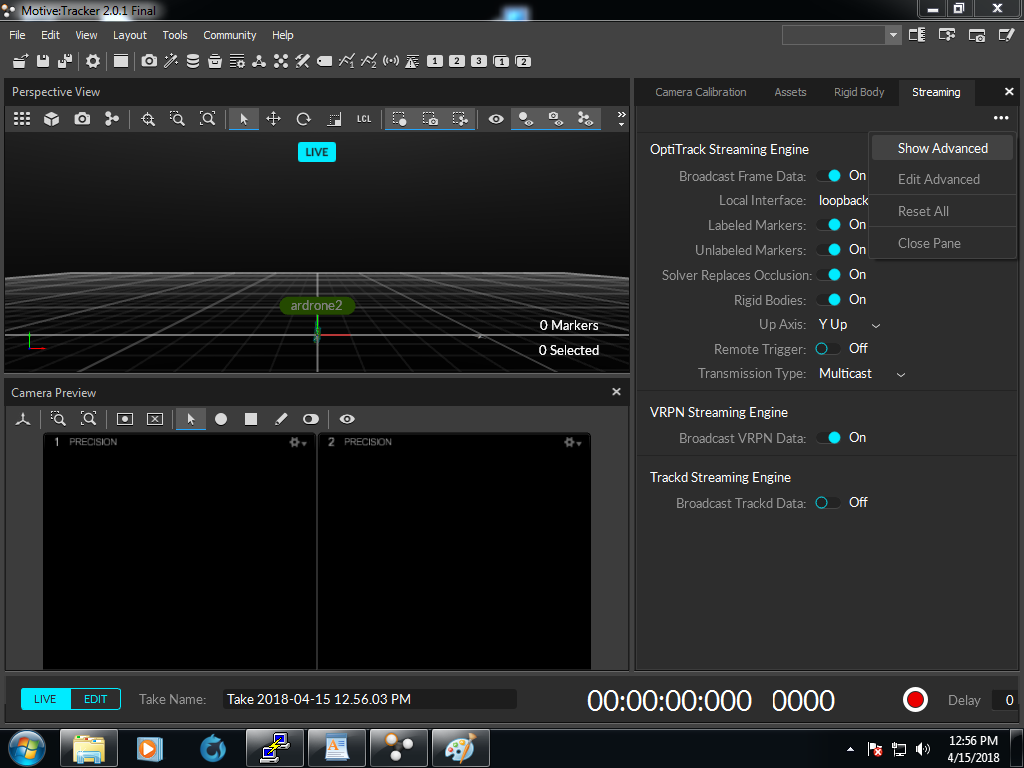 Motive:Tracker 2.0.1 Final
File Edit View Layout Tools Community Help
1 2 3 1 2
Perspective View
LCL
LIVE
ardrone2
0 Markers
0 Selected
Camera Preview
1 PRECISION
2 PRECISION
Camera Calibration Assets Rigid Body Streaming
Show Advanced
Edit Advanced
Reset All
Close Pane
OptiTrack Streaming Engine
Broadcast Frame Data: On
Local Interface: loopback
Labeled Markers: On
Unlabeled Markers: On
Solver Replaces Occlusion: On
Rigid Bodies: On
Up Axis: Y Up
Remote Trigger: Off
Transmission Type: Multicast
VRPN Streaming Engine
Broadcast VRPN Data: On
Trackd Streaming Engine
Broadcast Trackd Data: Off
LIVE EDIT Take Name: Take 2018-04-15 12.56.03 PM 00:00:00:000 0000 Delay 0
12:56 PM
4/15/2018